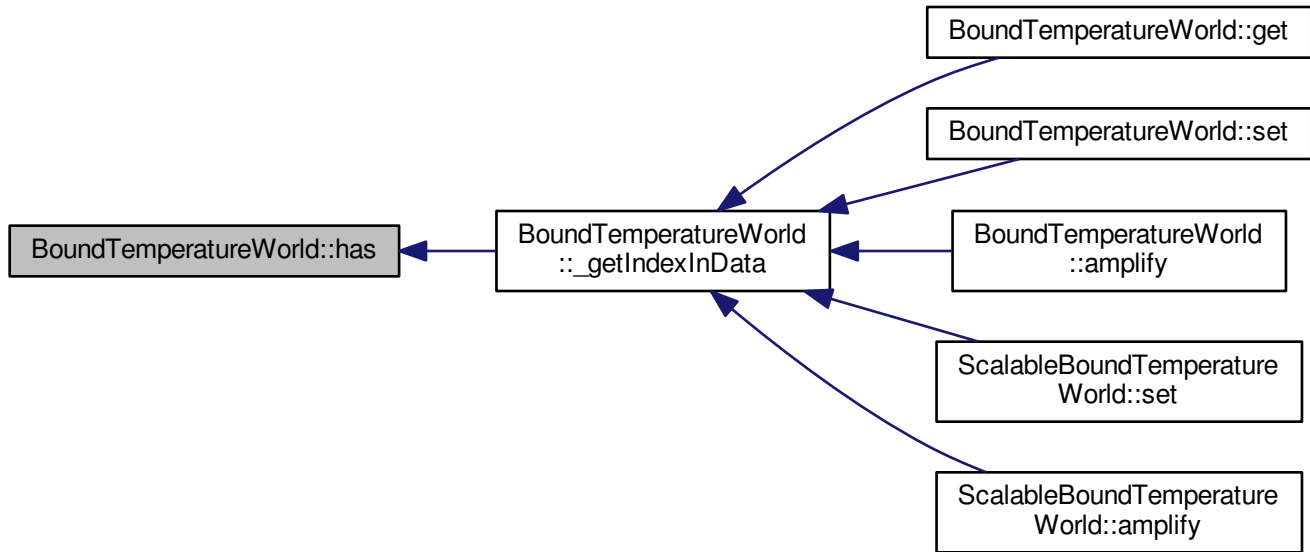 BoundTemperatureWorld::has
BoundTemperatureWorld
::_getIndexInData
BoundTemperatureWorld::get
BoundTemperatureWorld::set
BoundTemperatureWorld
::amplify
ScalableBoundTemperature
World::set
ScalableBoundTemperature
World::amplify